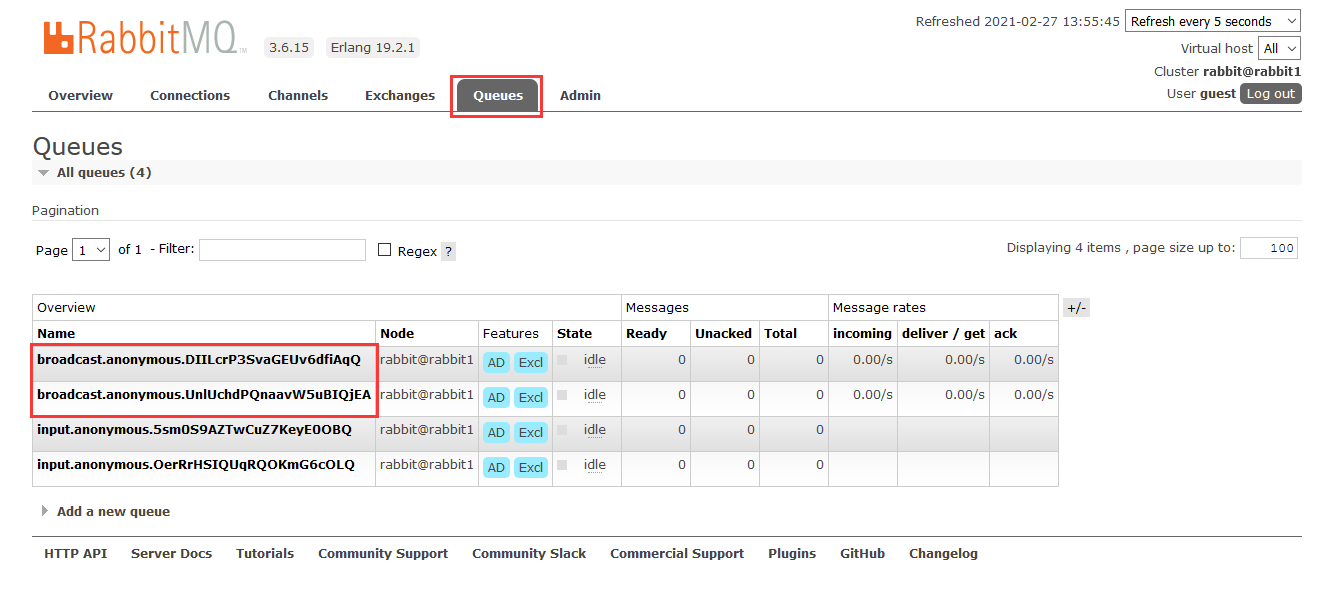 RabbitMQ TM 3.6.15 Erlang 19.2.1
Refreshed 2021-02-27 13:55:45 Refresh every 5 seconds
Virtual host All
Cluster rabbit@rabbit1
User guest Log out
Overview Connections Channels Exchanges Queues Admin
Queues
All queues (4)
Pagination
Page 1 of 1 - Filter: Regex ? Displaying 4 items , page size up to: 100
Overview Messages Message rates +/-
Name Node Features State Ready Unacked Total incoming deliver / get ack
broadcast.anonymous.DIILcrP3SvaGEUv6dfiAqQ rabbit@rabbit1 AD Excl idle 0 0 0 0.00/s 0.00/s 0.00/s
broadcast.anonymous.UnlUchdPQnaavW5uBIQjEA rabbit@rabbit1 AD Excl idle 0 0 0 0.00/s 0.00/s 0.00/s
input.anonymous.5sm0S9AZTwCuZ7KeyE0OBQ rabbit@rabbit1 AD Excl idle 0 0 0
input.anonymous.OerRrHSIQUqRQOKmG6cOLQ rabbit@rabbit1 AD Excl idle 0 0 0
Add a new queue
HTTP API Server Docs Tutorials Community Support Community Slack Commercial Support Plugins GitHub Changelog